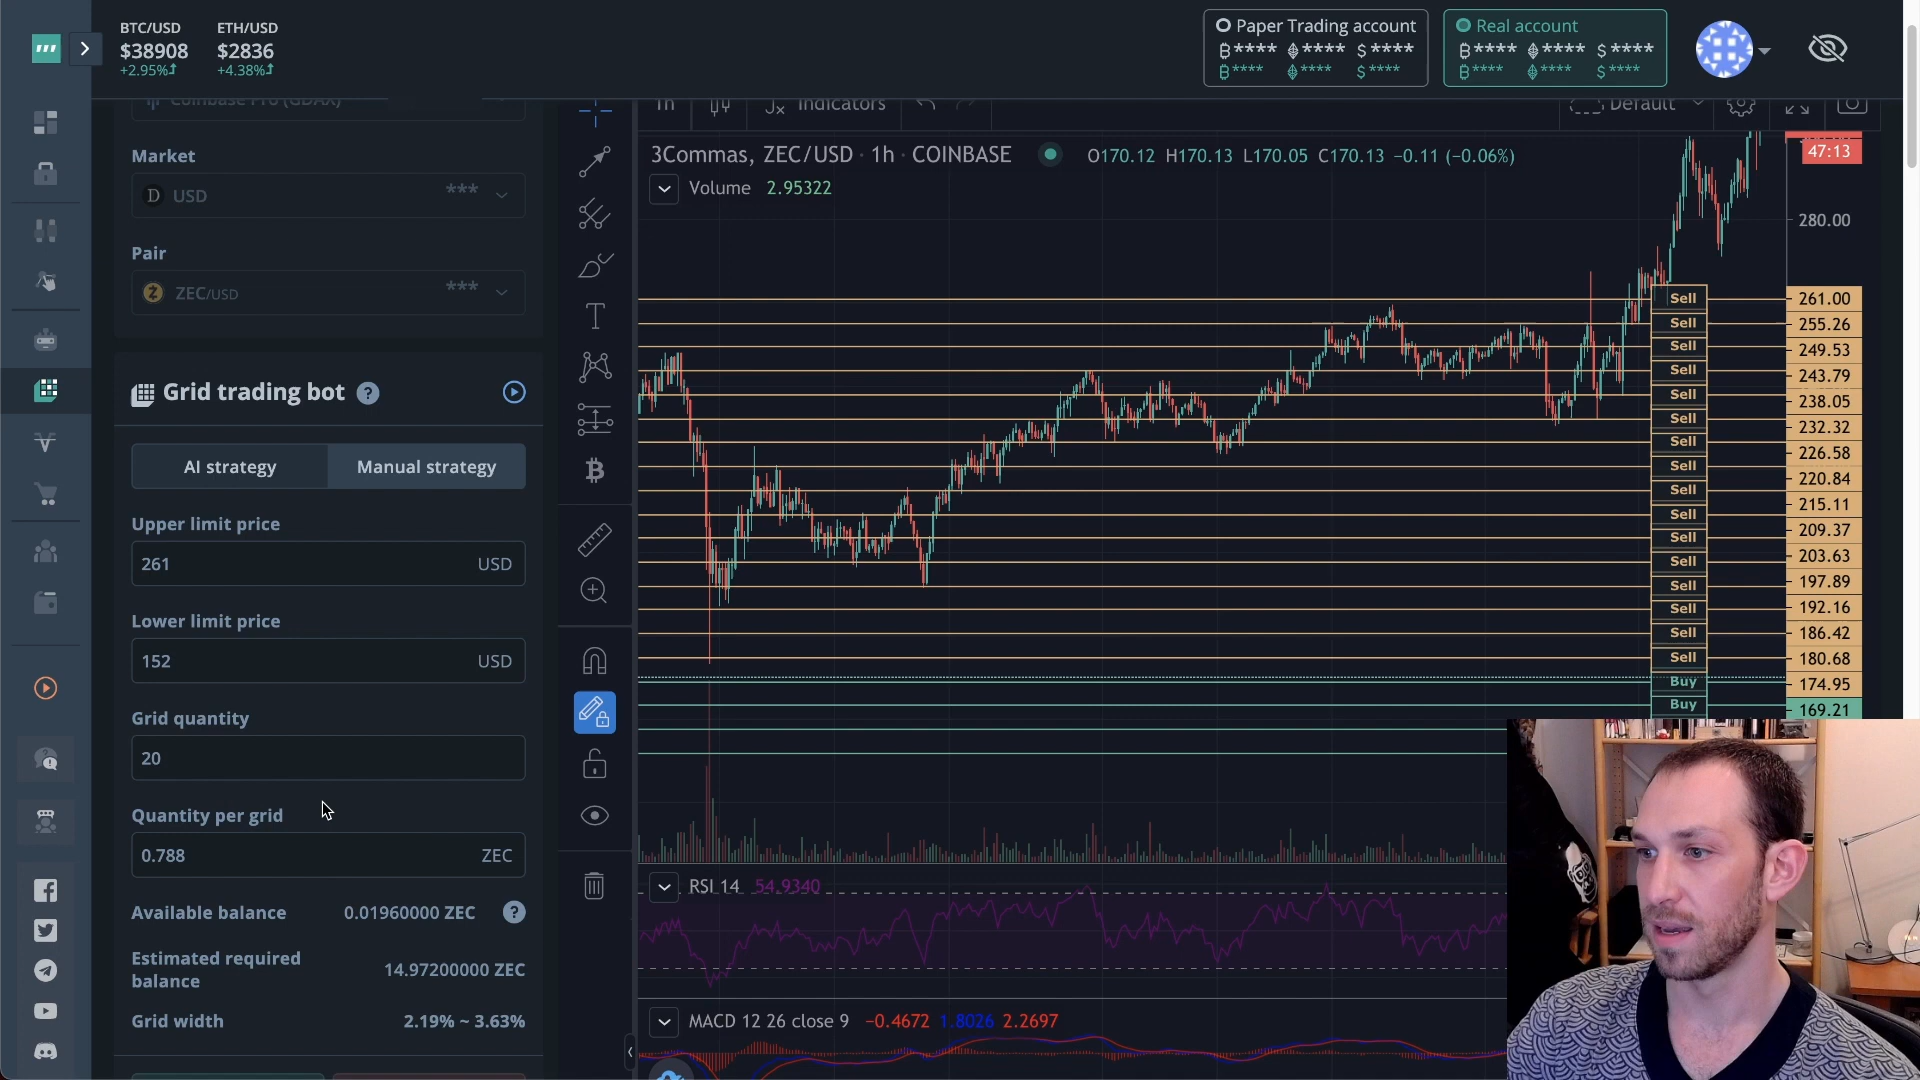 BTC/USD
$38908
+2.95%
ETH/USD
$2836
+4.38%
Paper Trading account
**** **** $ ****
**** **** $ ****
Real account
**** **** $ ****
**** **** $ ****
Coinbase Pro (GDAX)
Market
USD ***
Pair
ZEC/USD ***
Grid trading bot ?
AI strategy
Manual strategy
Upper limit price
261 USD
Lower limit price
152 USD
Grid quantity
20
Quantity per grid
0.788 ZEC
Available balance 0.01960000 ZEC ?
Estimated required balance
14.97200000 ZEC
Grid width 2.19% ~ 3.63%
1h
Indicators
Default
3Commas, ZEC/USD · 1h · COINBASE
O170.12 H170.13 L170.05 C170.13 −0.11 (−0.06%)
Volume 2.95322
47:13
280.00
Sell 261.00
Sell 255.26
Sell 249.53
Sell 243.79
Sell 238.05
Sell 232.32
Sell 226.58
Sell 220.84
Sell 215.11
Sell 209.37
Sell 203.63
Sell 197.89
Sell 192.16
Sell 186.42
Sell 180.68
Sell 174.95
Buy 169.21
Buy
RSI 14 54.9340
MACD 12 26 close 9 −0.4672 1.8026 2.2697